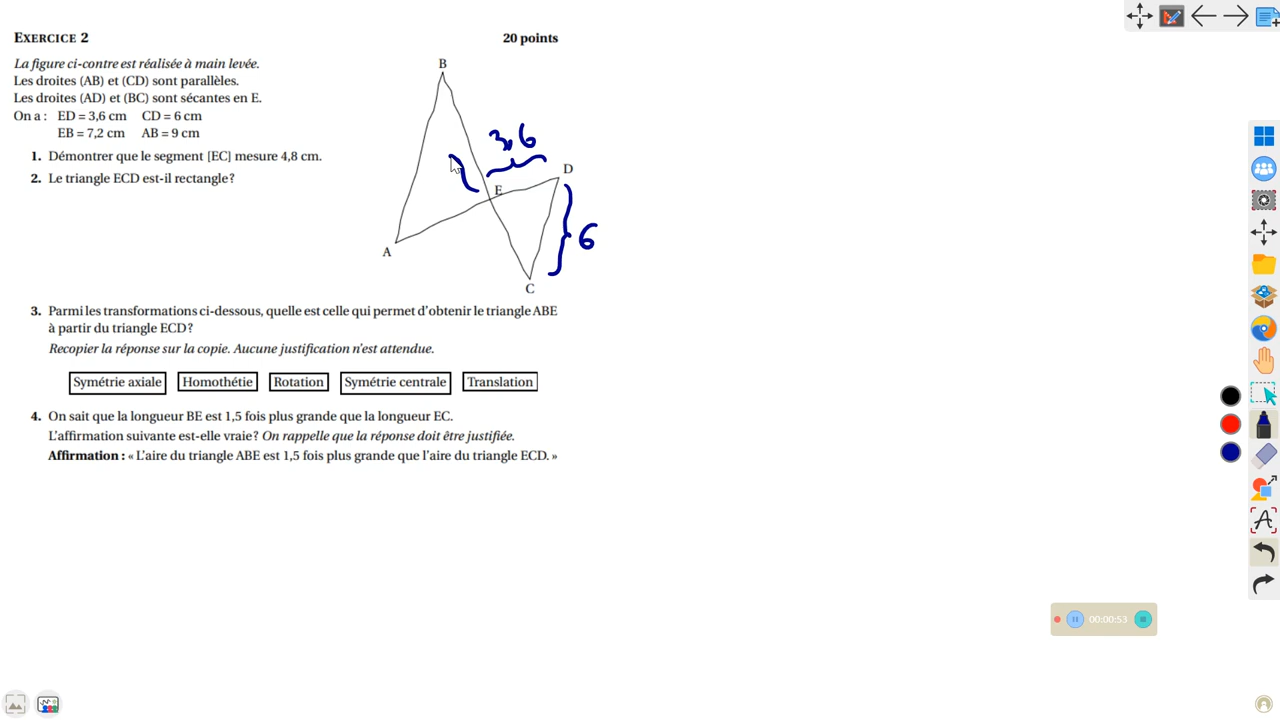 EXERCICE 2 20 points
La figure ci-contre est réalisée à main levée.
Les droites (AB) et (CD) sont parallèles.
Les droites (AD) et (BC) sont sécantes en E.
On a : ED = 3,6 cm CD = 6 cm
EB = 7,2 cm AB = 9 cm
1. Démontrer que le segment [EC] mesure 4,8 cm.
2. Le triangle ECD est-il rectangle ?
B
3,6
D
E
6
A
C
3. Parmi les transformations ci-dessous, quelle est celle qui permet d'obtenir le triangle ABE
à partir du triangle ECD ?
Recopier la réponse sur la copie. Aucune justification n'est attendue.
Symétrie axiale Homothétie Rotation Symétrie centrale Translation
4. On sait que la longueur BE est 1,5 fois plus grande que la longueur EC.
L'affirmation suivante est-elle vraie ? On rappelle que la réponse doit être justifiée.
Affirmation : « L'aire du triangle ABE est 1,5 fois plus grande que l'aire du triangle ECD. »
A
00:00:53